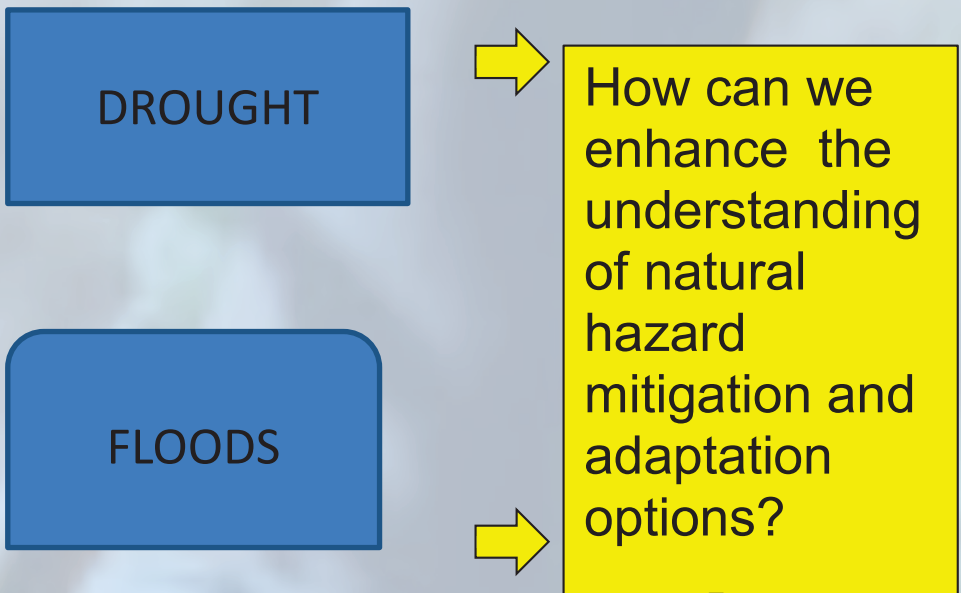 DROUGHT
How can we
enhance the
understanding
of natural
hazard
mitigation and
adaptation
options?
FLOODS